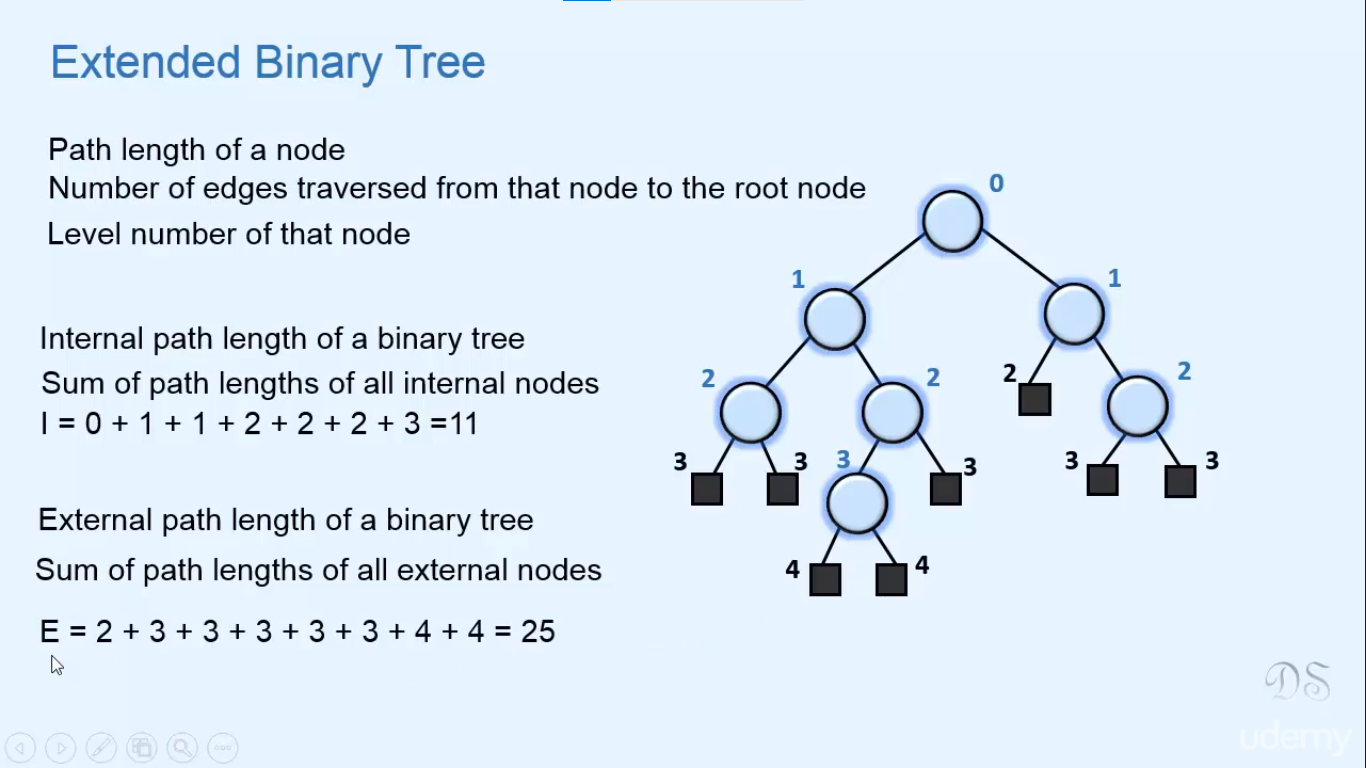 Extended Binary Tree
Path length of a node
Number of edges traversed from that node to the root node
Level number of that node
Internal path length of a binary tree
Sum of path lengths of all internal nodes
I = 0 + 1 + 1 + 2 + 2 + 2 + 3 =11
External path length of a binary tree
Sum of path lengths of all external nodes
E = 2 + 3 + 3 + 3 + 3 + 3 + 4 + 4 = 25
0
1 1
2 2 2 2
3 3 3 3 3 3
4 4
DS
udemy